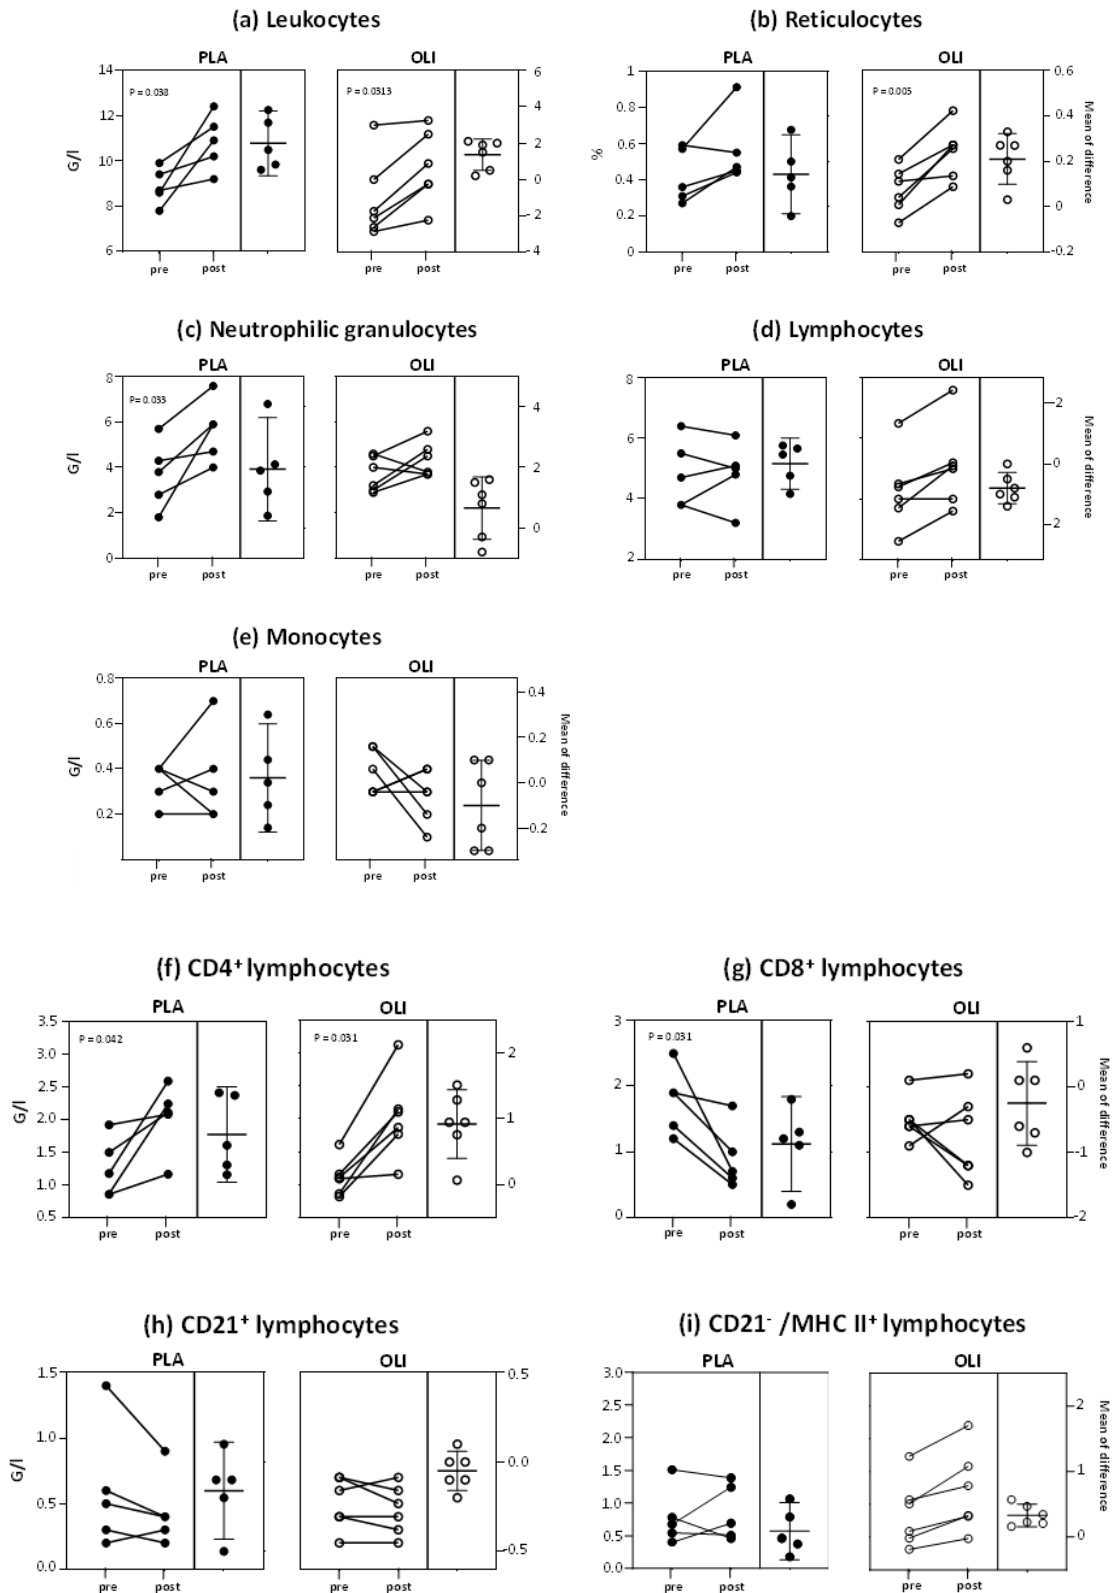 (a) Leukocytes
PLA
OLI
P = 0.038
P = 0.0313
G/l
14
12
10
8
6
6
4
2
0
-2
-4
pre
post
pre
post
(b) Reticulocytes
PLA
OLI
P = 0.005
%
1
0.8
0.6
0.4
0.2
0
0.6
0.4
0.2
0
-0.2
Mean of difference
pre
post
pre
post
(c) Neutrophilic granulocytes
PLA
OLI
P= 0.033
G/l
8
6
4
2
0
4
2
0
pre
post
pre
post
(d) Lymphocytes
PLA
OLI
8
6
4
2
2
0
2
Mean of difference
pre
post
pre
post
(e) Monocytes
PLA
OLI
G/l
0.8
0.6
0.4
0.2
0.4
0.2
0.0
0.2
Mean of difference
pre
post
pre
post
(f) CD4⁺ lymphocytes
PLA
OLI
P = 0.042
P = 0.031
G/l
3.5
3.0
2.5
2.0
1.5
1.0
0.5
2
1
0
pre
post
pre
post
(g) CD8⁺ lymphocytes
PLA
OLI
P = 0.031
3
2
1
0
1
-0
-1
-2
Mean of difference
pre
post
pre
post
(h) CD21⁺ lymphocytes
PLA
OLI
G/l
1.5
1.0
0.5
0.0
0.5
0.0
-0.5
pre
post
pre
post
(i) CD21⁻ /MHC II⁺ lymphocytes
PLA
OLI
3.0
2.5
2.0
1.5
1.0
0.5
0.0
2
1
0
Mean of difference
pre
post
pre
post